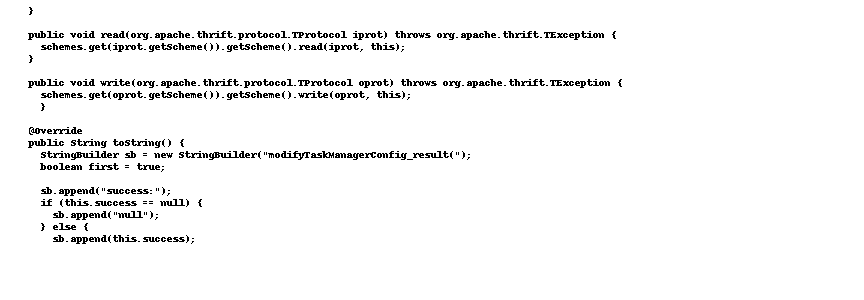 }

public void read(org.apache.thrift.protocol.TProtocol iprot) throws org.apache.thrift.TException {
  schemes.get(iprot.getScheme()).getScheme().read(iprot, this);
}

public void write(org.apache.thrift.protocol.TProtocol oprot) throws org.apache.thrift.TException {
  schemes.get(oprot.getScheme()).getScheme().write(oprot, this);
  }

@Override
public String toString() {
  StringBuilder sb = new StringBuilder("modifyTaskManagerConfig_result(");
  boolean first = true;

  sb.append("success:");
  if (this.success == null) {
    sb.append("null");
  } else {
    sb.append(this.success);